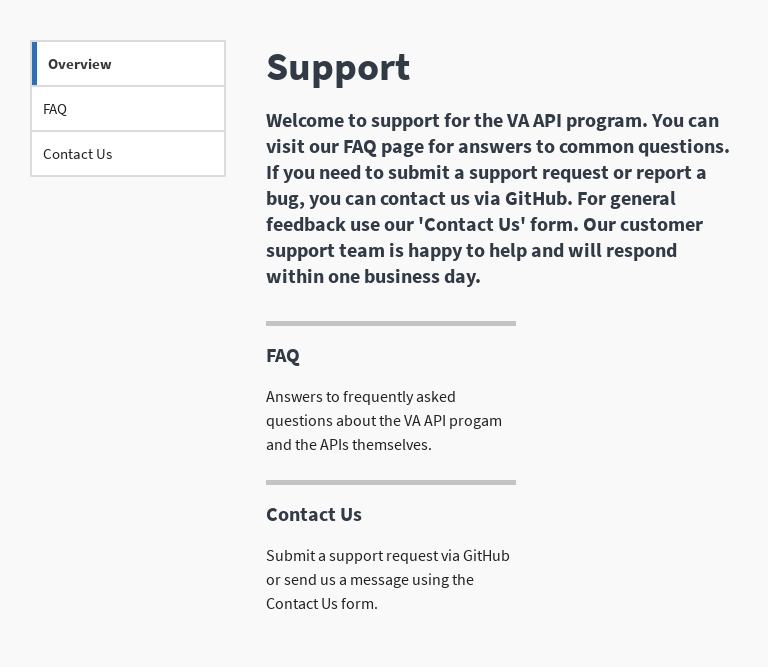 Overview
FAQ
Contact Us
Support
Welcome to support for the VA API program. You can
visit our FAQ page for answers to common questions.
If you need to submit a support request or report a
bug, you can contact us via GitHub. For general
feedback use our 'Contact Us' form. Our customer
support team is happy to help and will respond
within one business day.
FAQ
Answers to frequently asked
questions about the VA API progam
and the APIs themselves.
Contact Us
Submit a support request via GitHub
or send us a message using the
Contact Us form.